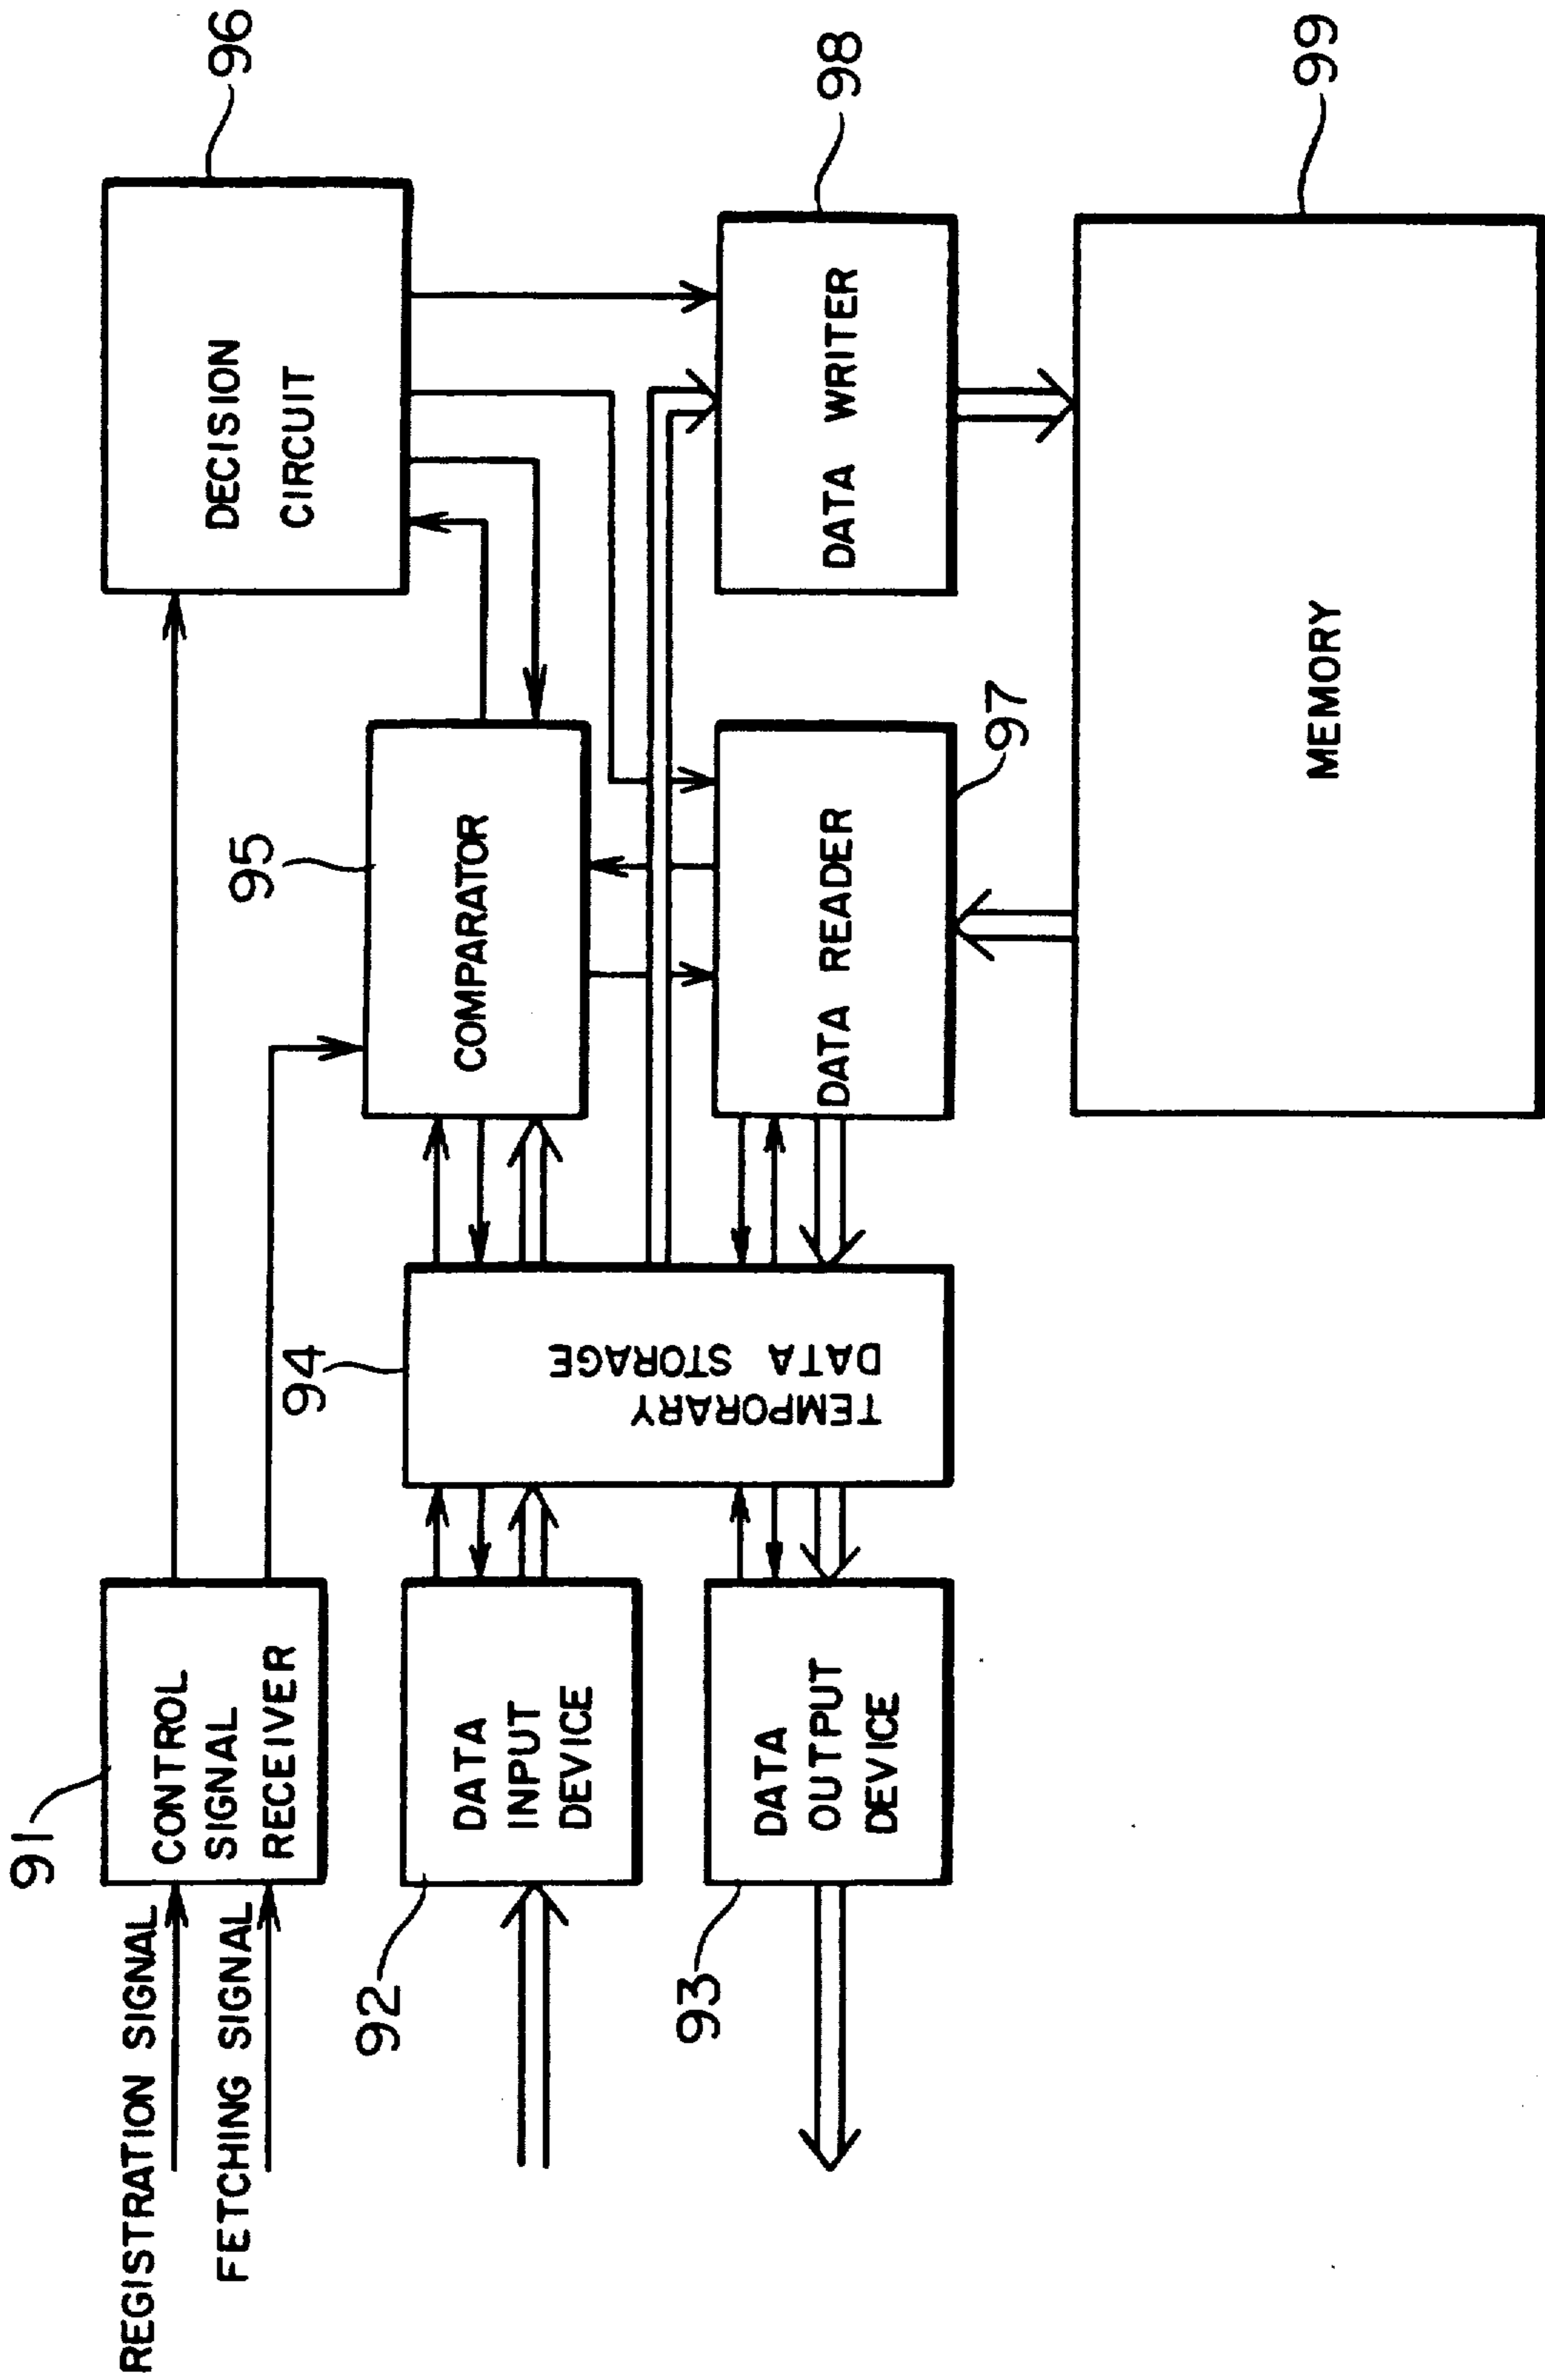 REGISTRATION SIGNAL
FETCHING SIGNAL
91
CONTROL
SIGNAL
RECEIVER
96
DECISION
CIRCUIT
92
DATA
INPUT
DEVICE
94
TEMPORARY
DATA STORAGE
95
COMPARATOR
93
DATA
OUTPUT
DEVICE
DATA READER
97
DATA WRITER
98
MEMORY
99